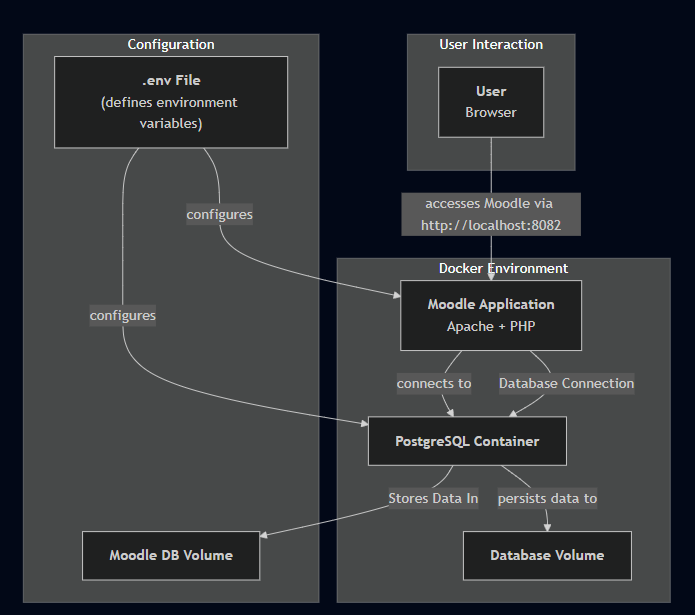 Configuration
.env File
(defines environment
variables)
User Interaction
User
Browser
configures
accesses Moodle via
http://localhost:8082
Docker Environment
Moodle Application
Apache + PHP
configures
connects to
Database Connection
PostgreSQL Container
Stores Data In
persists data to
Moodle DB Volume
Database Volume